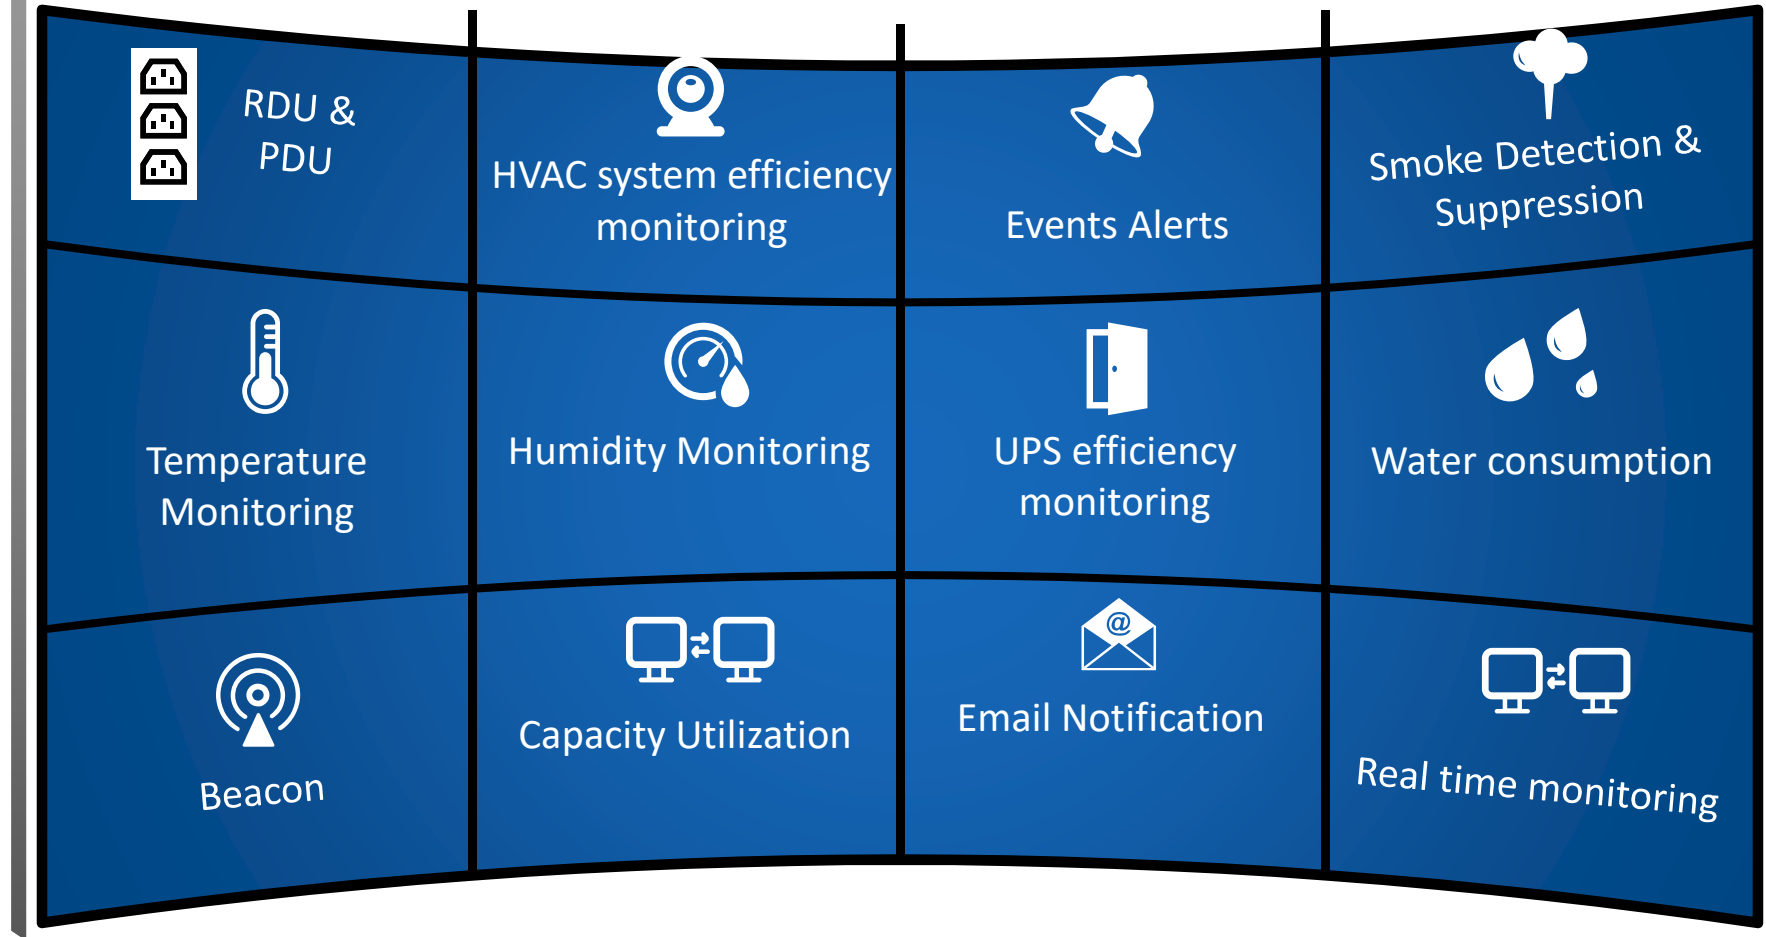 RDU &
PDU
HVAC system efficiency
monitoring
Events Alerts
Smoke Detection &
Suppression
Temperature
Monitoring
Humidity Monitoring
UPS efficiency
monitoring
Water consumption
Beacon
Capacity Utilization
@
Email Notification
Real time monitoring